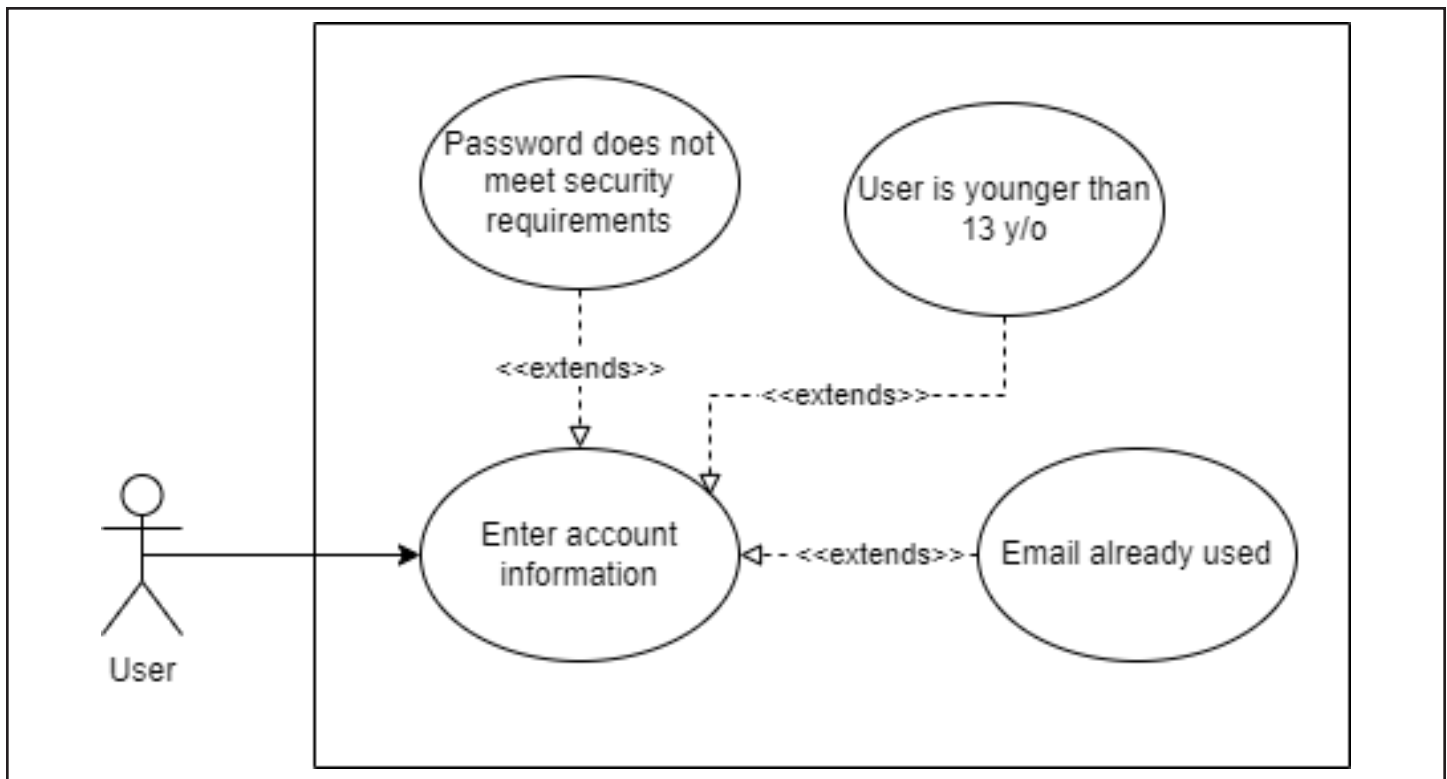 Password does not
meet security
requirements
User is younger than
13 y/o
<<extends>>
<<extends>>
Enter account
information
<<extends>>
Email already used
User